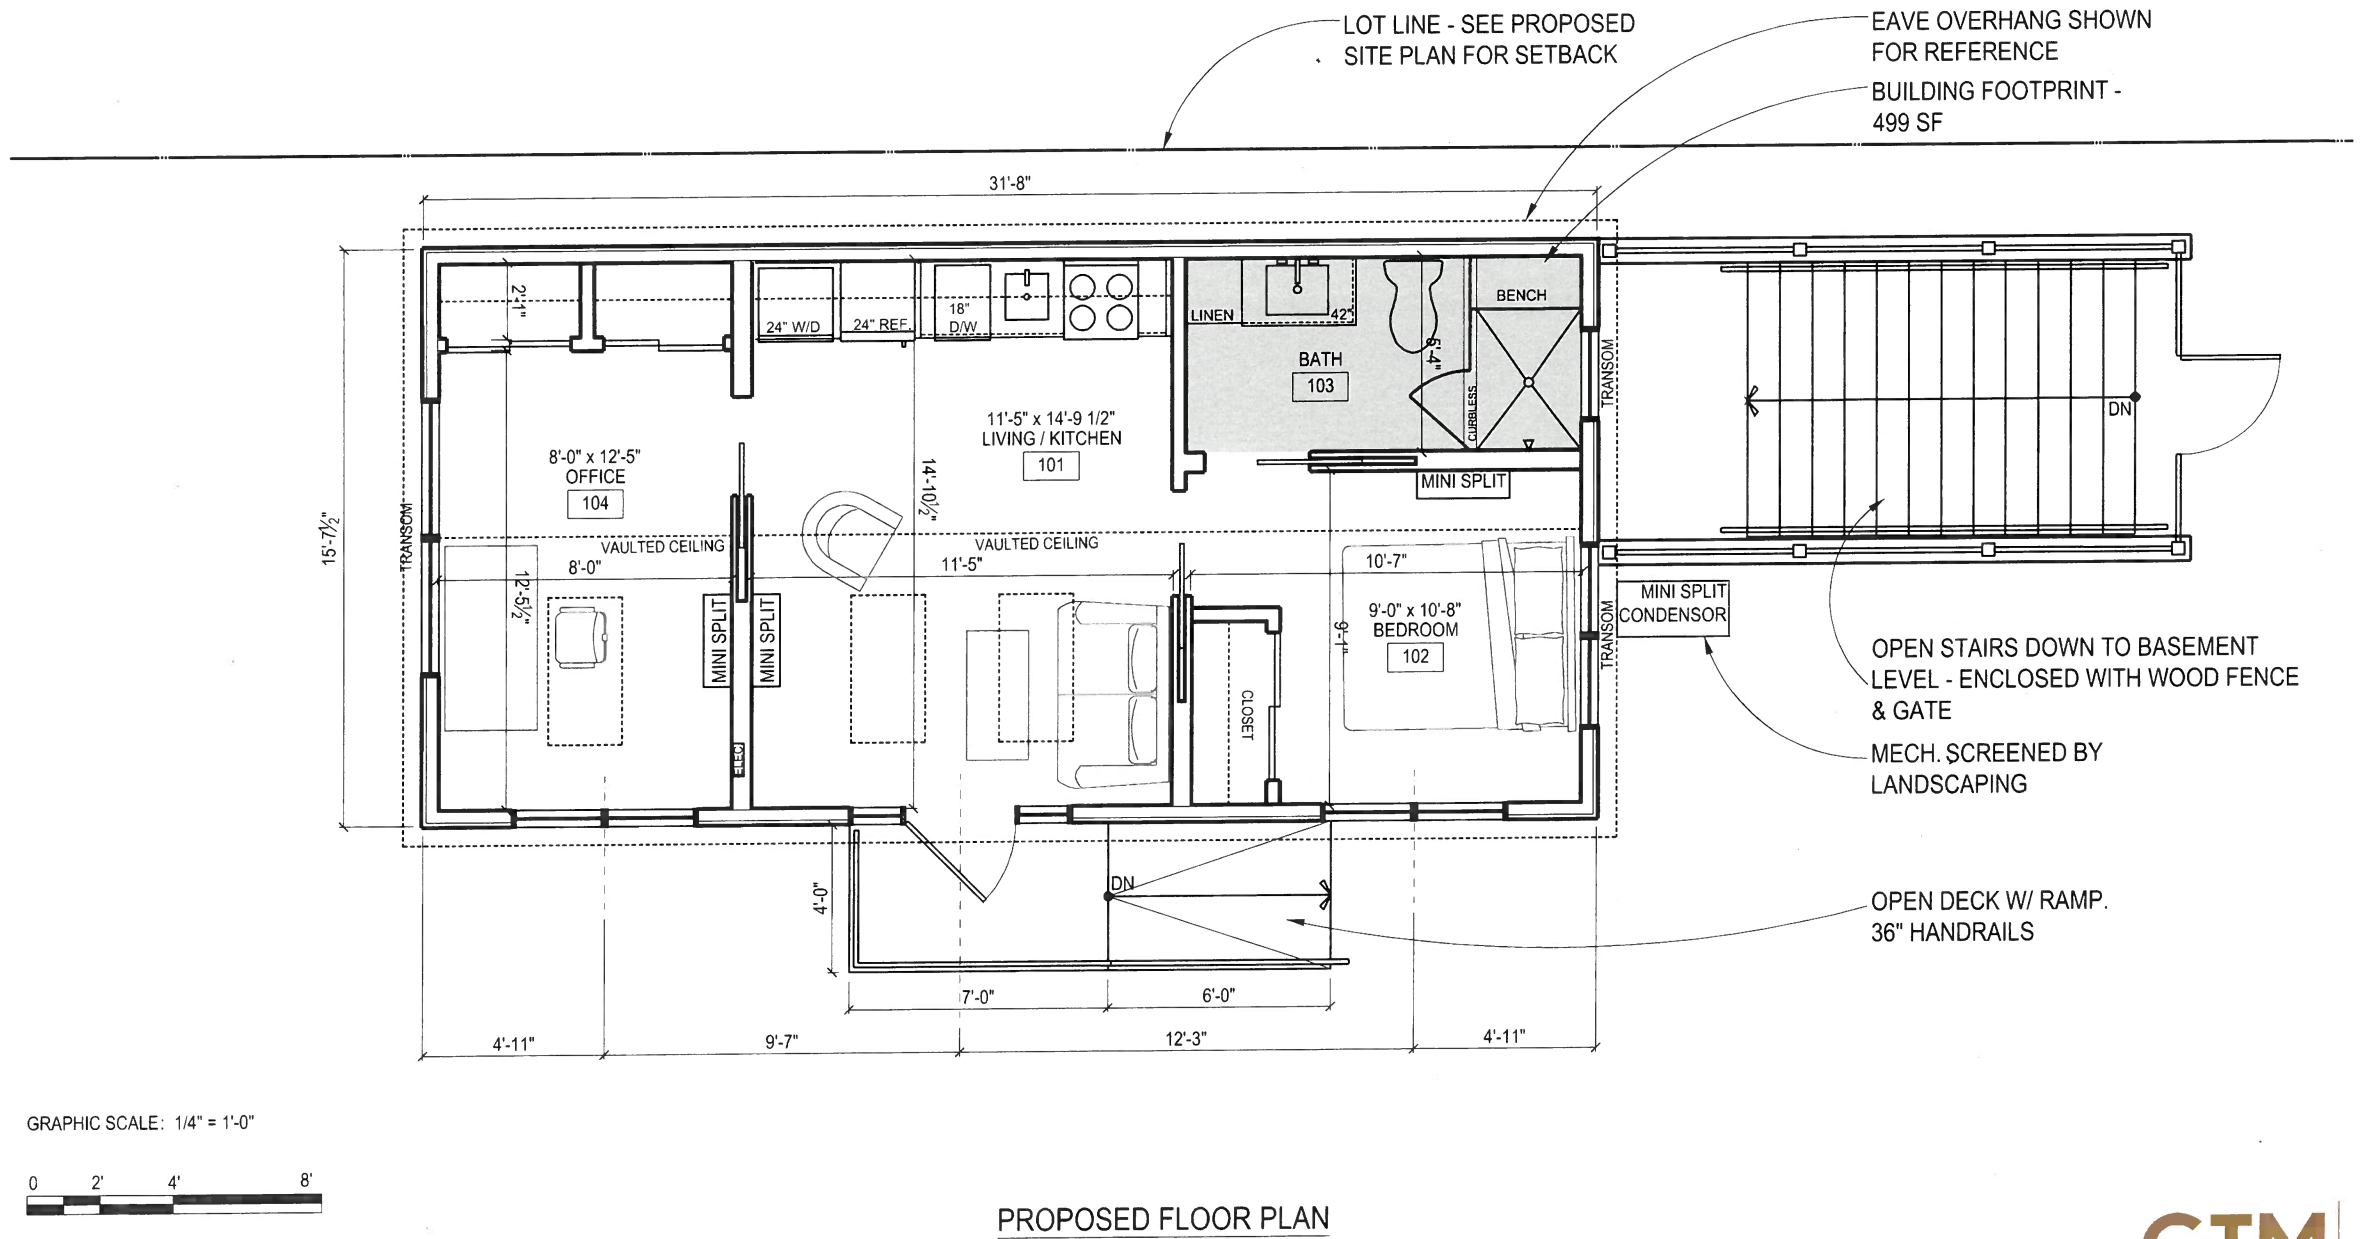 LOT LINE - SEE PROPOSED
SITE PLAN FOR SETBACK
EAVE OVERHANG SHOWN
FOR REFERENCE
BUILDING FOOTPRINT -
499 SF
31'-8"
15'-7½"
2'-1"
24" W/D
24" REF.
18"
D/W
LINEN
42"
BENCH
BATH
103
6'-4"
CURBLESS
TRANSOM
DN
11'-5" x 14'-9 1/2"
LIVING / KITCHEN
101
8'-0" x 12'-5"
OFFICE
104
14'-10½"
MINI SPLIT
TRANSOM
VAULTED CEILING
VAULTED CEILING
8'-0"
11'-5"
10'-7"
12'-5½"
MINI SPLIT
MINI SPLIT
9'-0" x 10'-8"
BEDROOM
102
9'-1"
CLOSET
TRANSOM
MINI SPLIT
CONDENSOR
ELEC
OPEN STAIRS DOWN TO BASEMENT
LEVEL - ENCLOSED WITH WOOD FENCE
& GATE
MECH. SCREENED BY
LANDSCAPING
4'-0"
DN
OPEN DECK W/ RAMP.
36" HANDRAILS
7'-0"
6'-0"
4'-11"
9'-7"
12'-3"
4'-11"
GRAPHIC SCALE: 1/4" = 1'-0"
0 2' 4' 8'
PROPOSED FLOOR PLAN
GTM